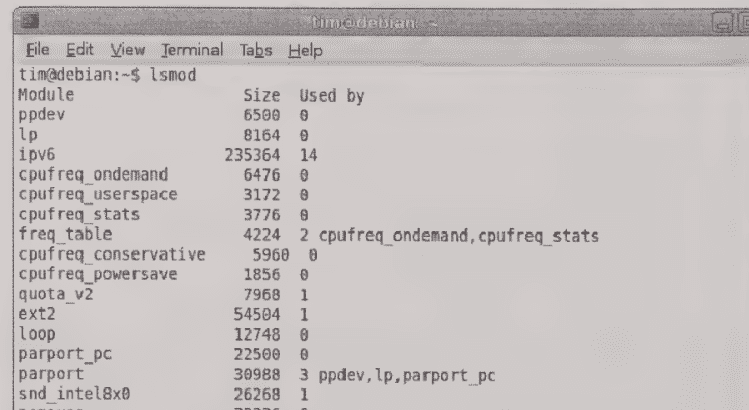 tim@debian: ~
File Edit View Terminal Tabs Help
tim@debian:~$ lsmod
Module Size Used by
ppdev 6500 0
lp 8164 0
ipv6 235364 14
cpufreq_ondemand 6476 0
cpufreq_userspace 3172 0
cpufreq_stats 3776 0
freq_table 4224 2 cpufreq_ondemand,cpufreq_stats
cpufreq_conservative 5960 0
cpufreq_powersave 1856 0
quota_v2 7968 1
ext2 54504 1
loop 12748 0
parport_pc 22500 0
parport 30988 3 ppdev,lp,parport_pc
snd_intel8x0 26268 1